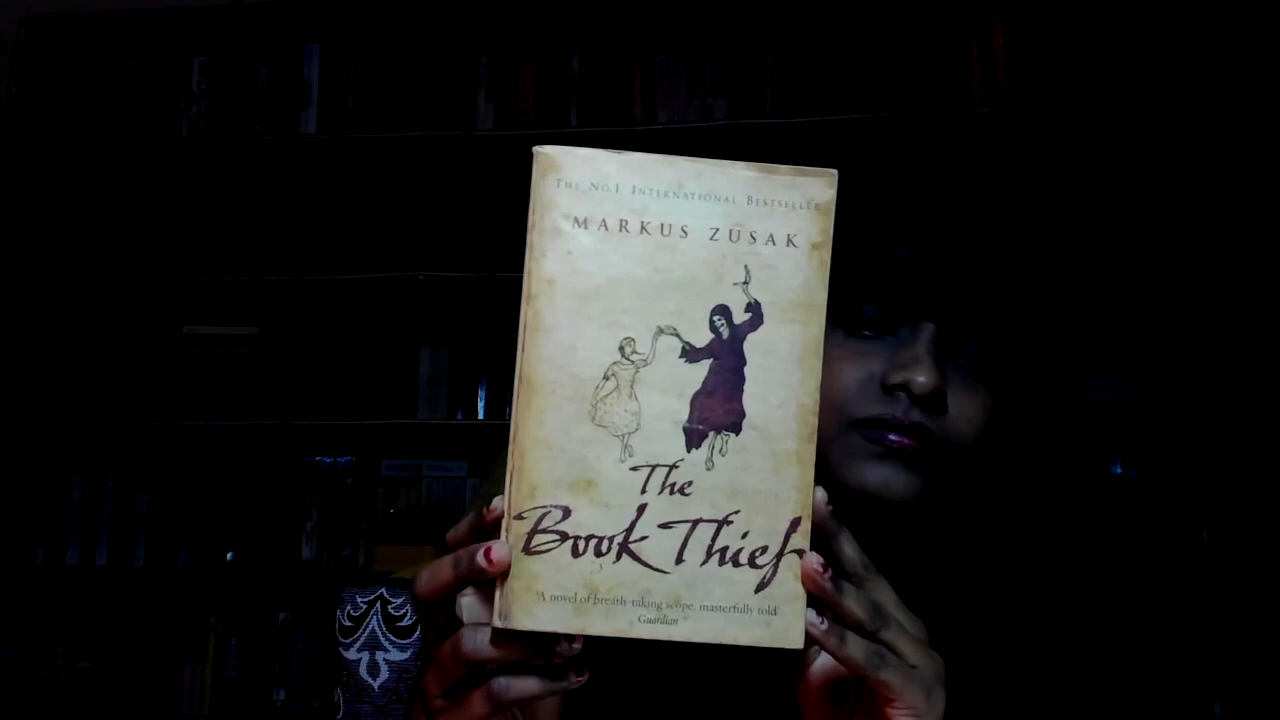 THE NO.1 INTERNATIONAL BESTSELLER
MARKUS ZUSAK
The
Book Thief
'A novel of breath-taking scope, masterfully told'
Guardian